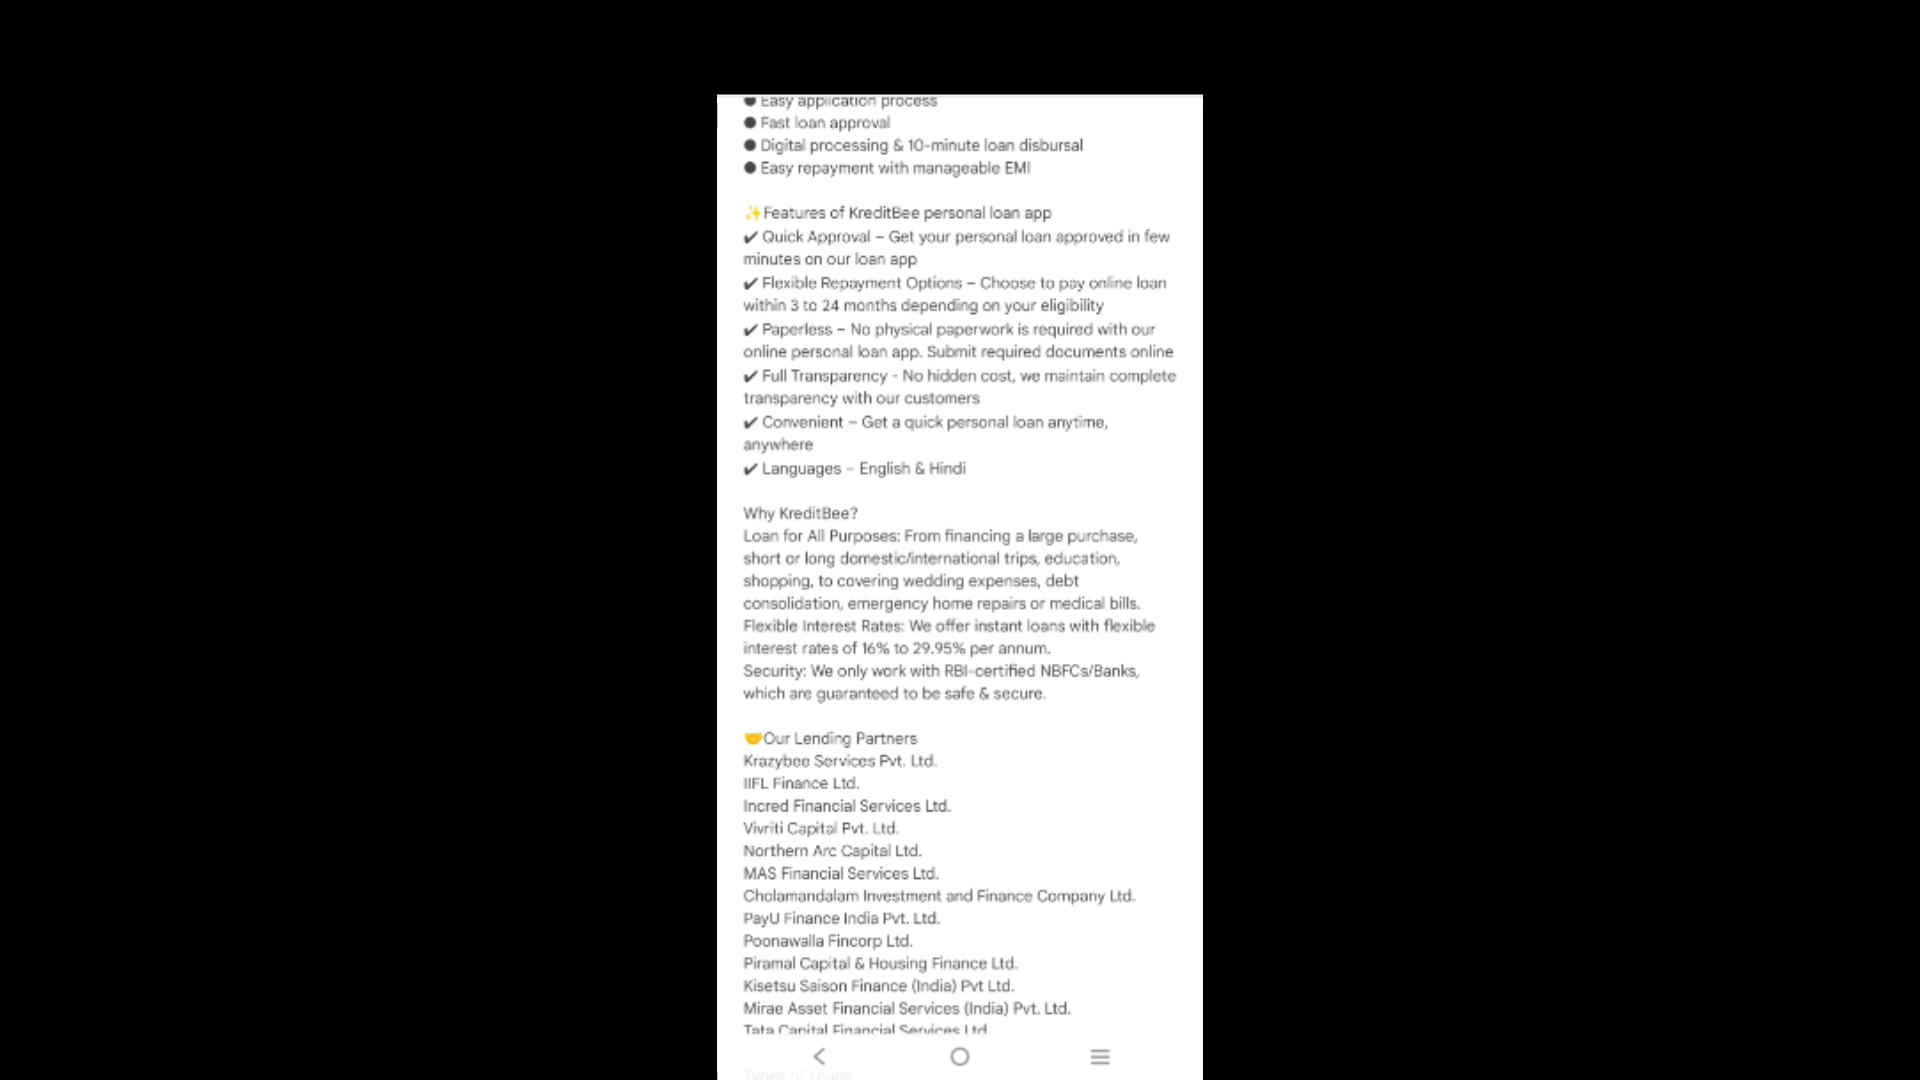 ● Easy application process
● Fast loan approval
● Digital processing & 10-minute loan disbursal
● Easy repayment with manageable EMI
✨Features of KreditBee personal loan app
✔ Quick Approval – Get your personal loan approved in few
minutes on our loan app
✔ Flexible Repayment Options – Choose to pay online loan
within 3 to 24 months depending on your eligibility
✔ Paperless – No physical paperwork is required with our
online personal loan app. Submit required documents online
✔ Full Transparency - No hidden cost, we maintain complete
transparency with our customers
✔ Convenient – Get a quick personal loan anytime,
anywhere
✔ Languages – English & Hindi
Why KreditBee?
Loan for All Purposes: From financing a large purchase,
short or long domestic/international trips, education,
shopping, to covering wedding expenses, debt
consolidation, emergency home repairs or medical bills.
Flexible Interest Rates: We offer instant loans with flexible
interest rates of 16% to 29.95% per annum.
Security: We only work with RBI-certified NBFCs/Banks,
which are guaranteed to be safe & secure.
🤝Our Lending Partners
Krazybee Services Pvt. Ltd.
IIFL Finance Ltd.
Incred Financial Services Ltd.
Vivriti Capital Pvt. Ltd.
Northern Arc Capital Ltd.
MAS Financial Services Ltd.
Cholamandalam Investment and Finance Company Ltd.
PayU Finance India Pvt. Ltd.
Poonawalla Fincorp Ltd.
Piramal Capital & Housing Finance Ltd.
Kisetsu Saison Finance (India) Pvt Ltd.
Mirae Asset Financial Services (India) Pvt. Ltd.
Tata Capital Financial Services Ltd
Types of Loans